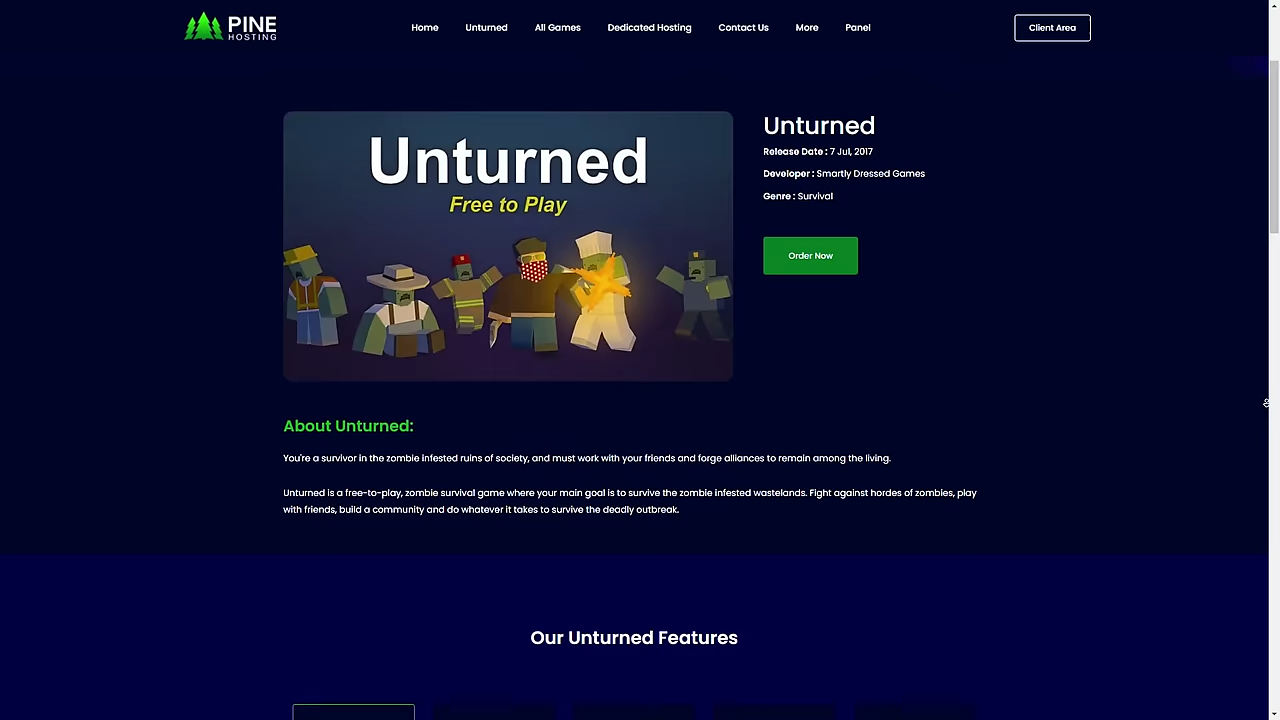 PINE
HOSTING
Home
Unturned
All Games
Dedicated Hosting
Contact Us
More
Panel
Client Area
Unturned
Free to Play
Unturned
Release Date : 7 Jul, 2017
Developer : Smartly Dressed Games
Genre : Survival
Order Now
About Unturned:
You're a survivor in the zombie infested ruins of society, and must work with your friends and forge alliances to remain among the living.
Unturned is a free-to-play, zombie survival game where your main goal is to survive the zombie infested wastelands. Fight against hordes of zombies, play
with friends, build a community and do whatever it takes to survive the deadly outbreak.
Our Unturned Features